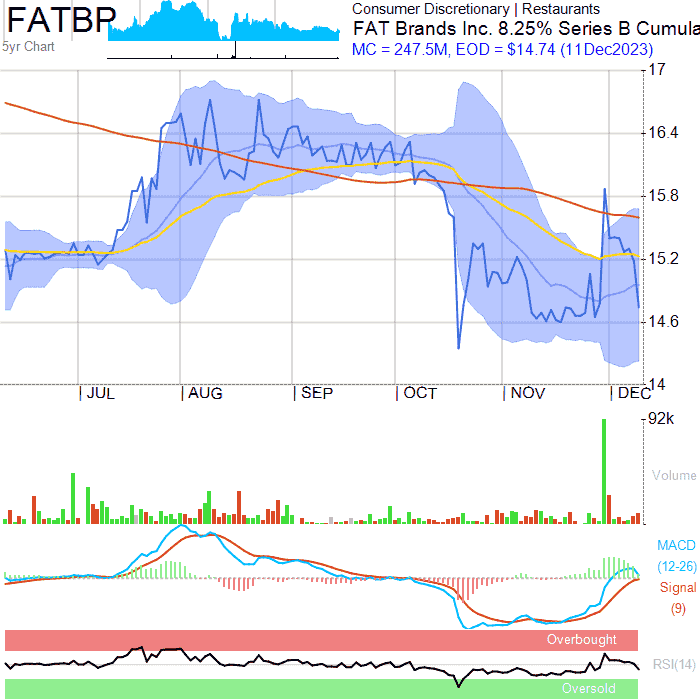 FATBP
5yr Chart
Consumer Discretionary | Restaurants
FAT Brands Inc. 8.25% Series B Cumula
MC = 247.5M, EOD = $14.74 (11Dec2023)
17
16.4
15.8
15.2
14.6
14
JUL AUG SEP OCT NOV DEC
92k
Volume
MACD
(12-26)
Signal
(9)
Overbought
RSI(14)
Oversold